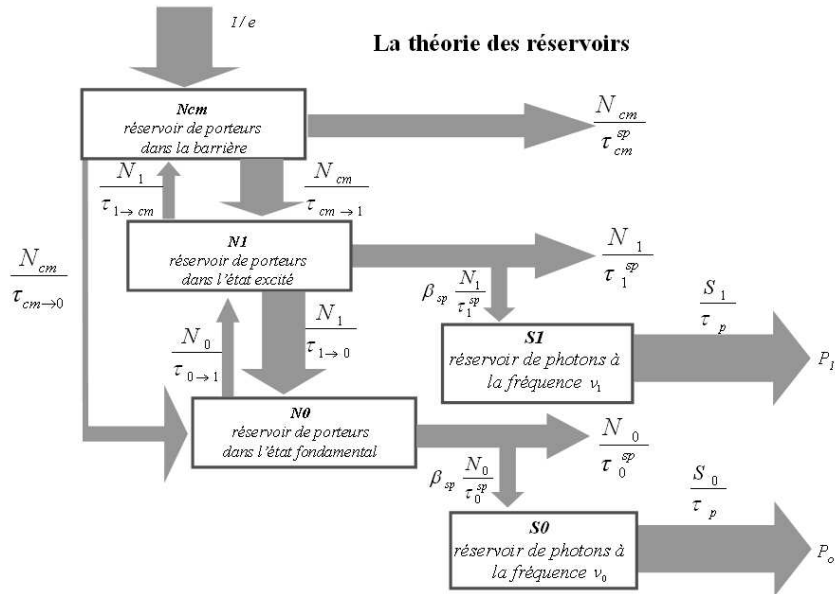 I/e
La théorie des réservoirs
Ncm
réservoir de porteurs
dans la barrière
N_cm / τ_cm^sp
N_1 / τ_1→cm
N_cm / τ_cm→1
N_cm / τ_cm→0
N1
réservoir de porteurs
dans l'état excité
N_1 / τ_1^sp
β_sp N_1 / τ_1^sp
S1
réservoir de photons à
la fréquence ν_1
S_1 / τ_p
P_1
N_0 / τ_0→1
N_1 / τ_1→0
N0
réservoir de porteurs
dans l'état fondamental
N_0 / τ_0^sp
β_sp N_0 / τ_0^sp
S0
réservoir de photons à
la fréquence ν_0
S_0 / τ_p
P_o